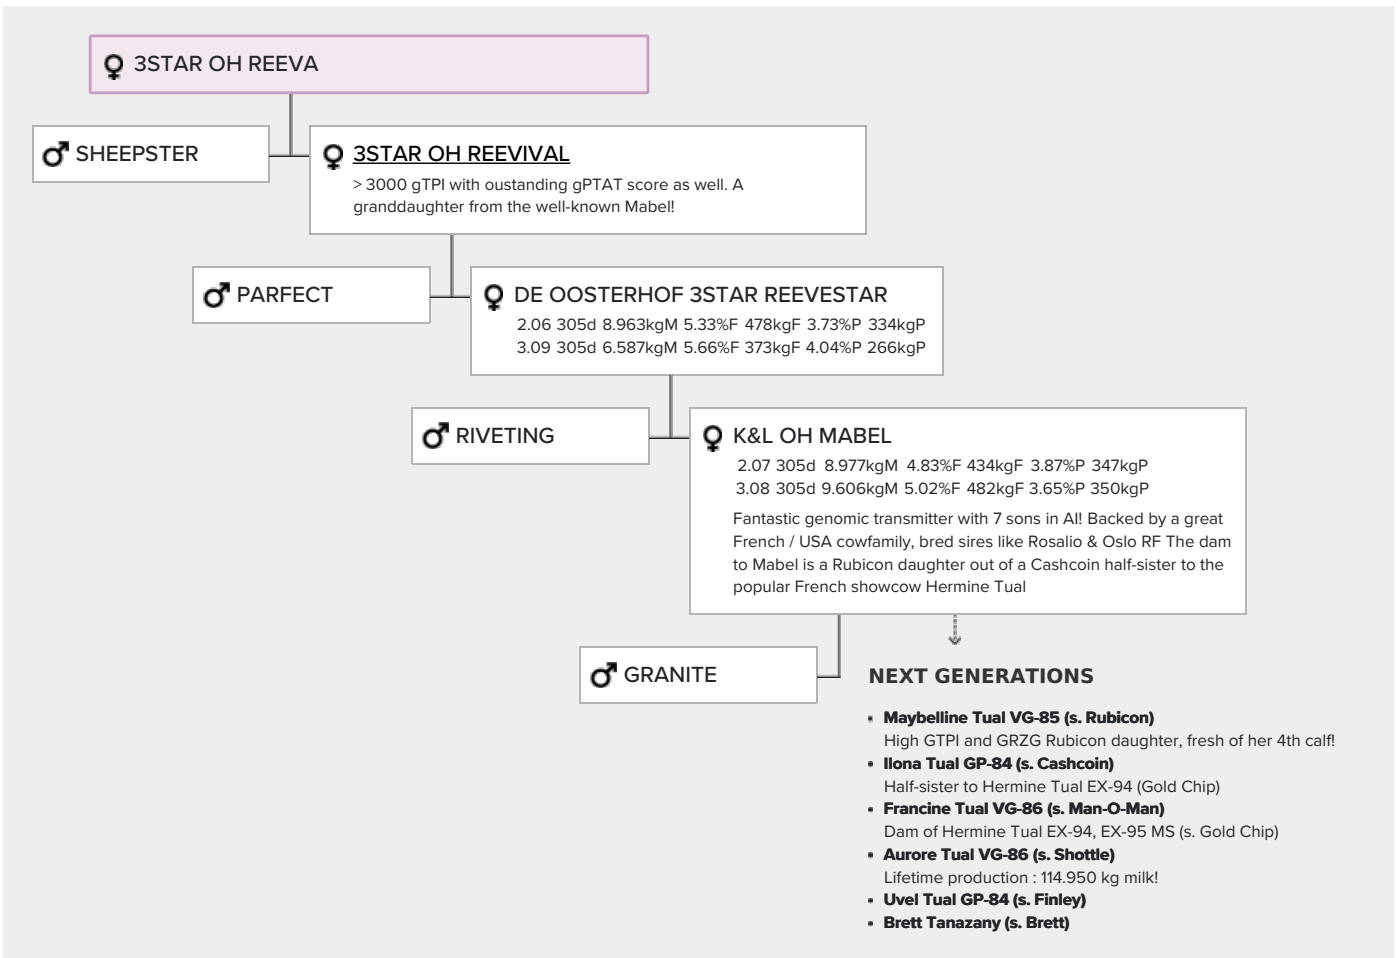 3STAR OH REEVA
SHEEPSTER
3STAR OH REEVIVAL
> 3000 gTPI with oustanding gPTAT score as well. A
granddaughter from the well-known Mabel!
PARFECT
DE OOSTERHOF 3STAR REEVESTAR
2.06 305d 8.963kgM 5.33%F 478kgF 3.73%P 334kgP
3.09 305d 6.587kgM 5.66%F 373kgF 4.04%P 266kgP
RIVETING
K&L OH MABEL
2.07 305d 8.977kgM 4.83%F 434kgF 3.87%P 347kgP
3.08 305d 9.606kgM 5.02%F 482kgF 3.65%P 350kgP
Fantastic genomic transmitter with 7 sons in AI! Backed by a great
French / USA cowfamily, bred sires like Rosalio & Oslo RF The dam
to Mabel is a Rubicon daughter out of a Cashcoin half-sister to the
popular French showcow Hermine Tual
GRANITE
NEXT GENERATIONS
Maybelline Tual VG-85 (s. Rubicon)
High GTPI and GRZG Rubicon daughter, fresh of her 4th calf!
Ilona Tual GP-84 (s. Cashcoin)
Half-sister to Hermine Tual EX-94 (Gold Chip)
Francine Tual VG-86 (s. Man-O-Man)
Dam of Hermine Tual EX-94, EX-95 MS (s. Gold Chip)
Aurore Tual VG-86 (s. Shottle)
Lifetime production : 114.950 kg milk!
Uvel Tual GP-84 (s. Finley)
Brett Tanazany (s. Brett)